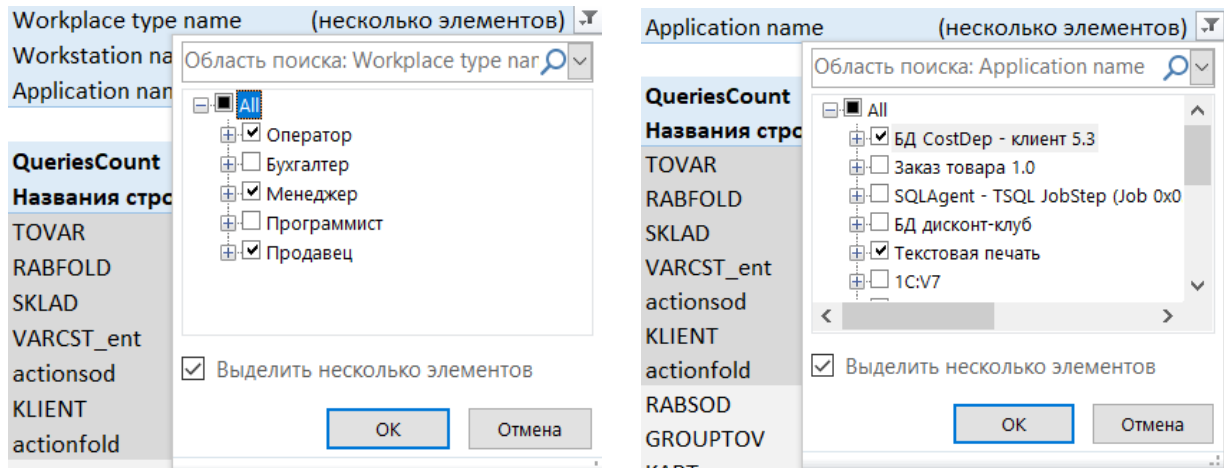 Workplace type name (несколько элементов)
Workstation na
Application nan
Область поиска: Workplace type nar
All
Оператор
Бухгалтер
Менеджер
Программист
Продавец
QueriesCount
Названия стро
TOVAR
RABFOLD
SKLAD
VARCST_ent
actionsod
KLIENT
actionfold
Выделить несколько элементов
ОК
Отмена
Application name (несколько элементов)
Область поиска: Application name
All
БД CostDep - клиент 5.3
Заказ товара 1.0
SQLAgent - TSQL JobStep (Job 0x0
БД дисконт-клуб
Текстовая печать
1C:V7
QueriesCount
Названия стро
TOVAR
RABFOLD
SKLAD
VARCST_ent
actionsod
KLIENT
actionfold
RABSOD
GROUPTOV
Выделить несколько элементов
ОК
Отмена